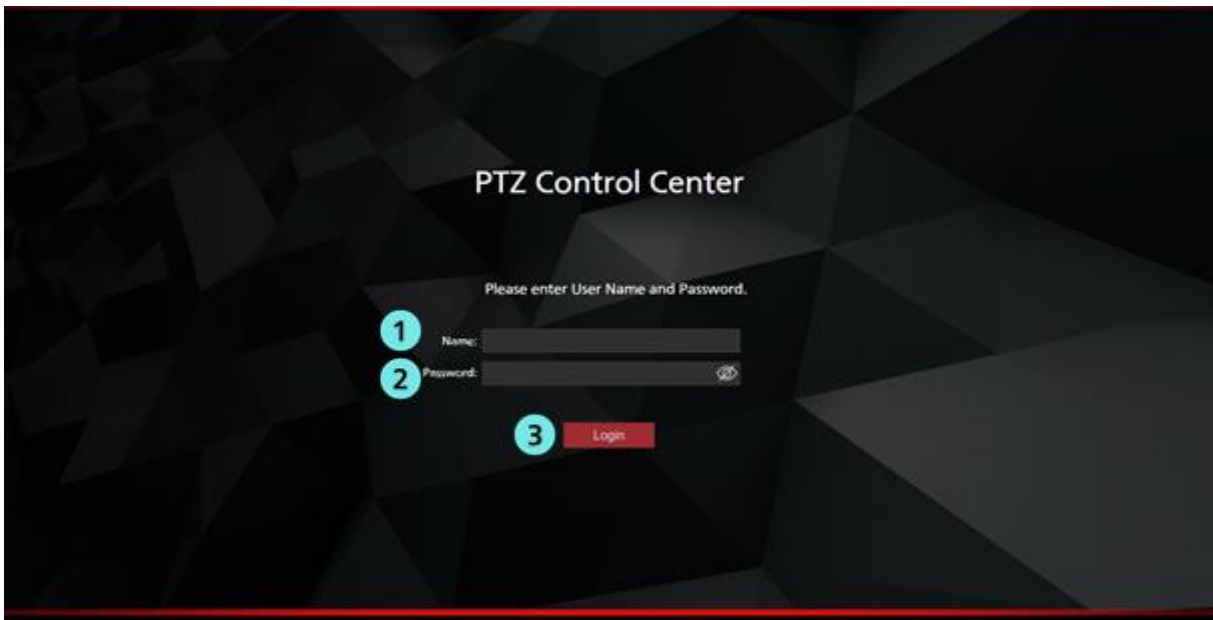 PTZ Control Center
Please enter User Name and Password.
1 Name:
2 Password:
3 Login